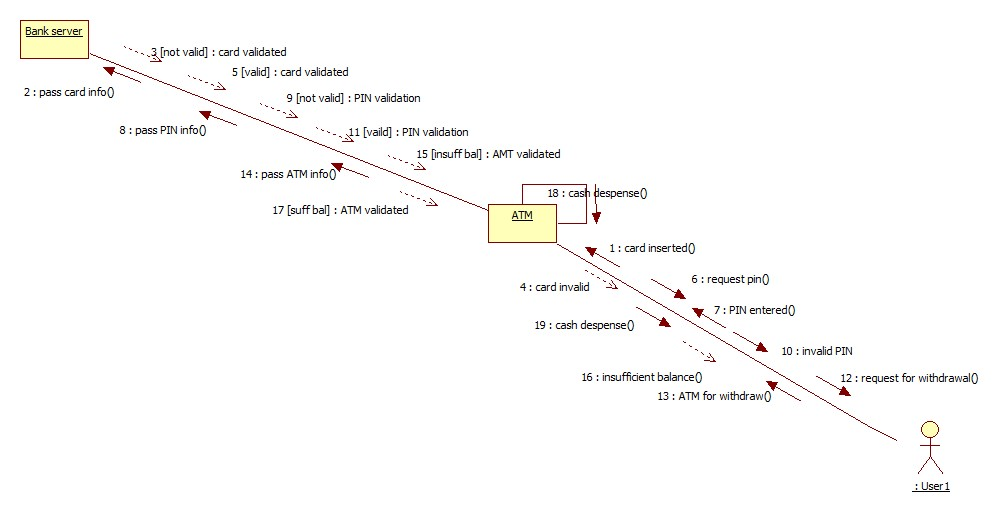 Bank server
3 [not valid] : card validated
5 [valid] : card validated
2 : pass card info()
9 [not valid] : PIN validation
8 : pass PIN info()
11 [vaild] : PIN validation
15 [insuff bal] : AMT validated
14 : pass ATM info()
18 : cash despense()
17 [suff bal] : ATM validated
ATM
1 : card inserted()
6 : request pin()
4 : card invalid
7 : PIN entered()
19 : cash despense()
10 : invalid PIN
16 : insufficient balance()
12 : request for withdrawal()
13 : ATM for withdraw()
: User1